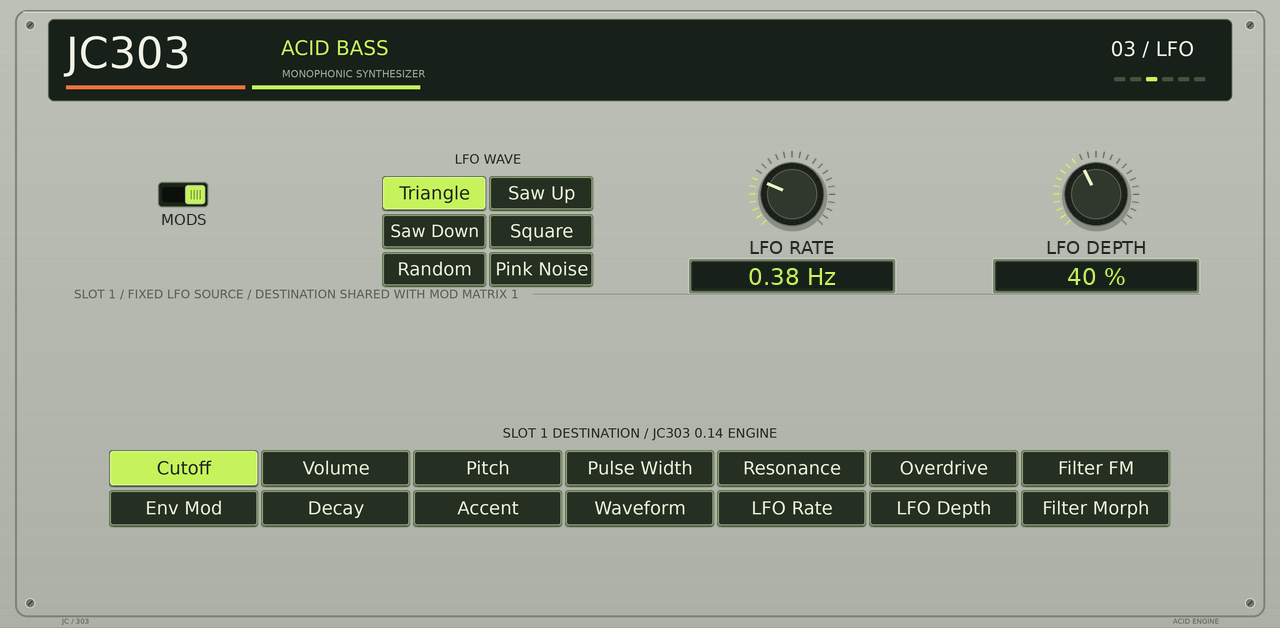 JC303
ACID BASS
MONOPHONIC SYNTHESIZER
03 / LFO
LFO WAVE
Triangle
Saw Up
Saw Down
Square
Random
Pink Noise
MODS
LFO RATE
0.38 Hz
LFO DEPTH
40 %
SLOT 1 / FIXED LFO SOURCE / DESTINATION SHARED WITH MOD MATRIX 1
SLOT 1 DESTINATION / JC303 0.14 ENGINE
Cutoff
Volume
Pitch
Pulse Width
Resonance
Overdrive
Filter FM
Env Mod
Decay
Accent
Waveform
LFO Rate
LFO Depth
Filter Morph
JC / 303
ACID ENGINE